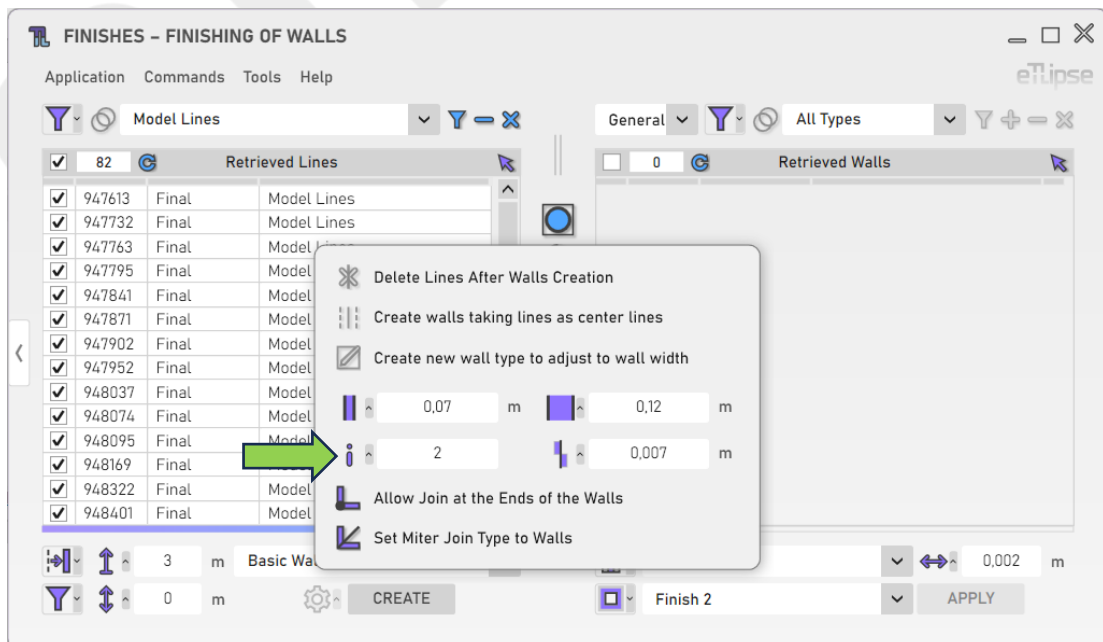 FINISHES – FINISHING OF WALLS
Application Commands Tools Help
eTLipse
Model Lines
General All Types
82 Retrieved Lines
0 Retrieved Walls
947613 Final Model Lines
947732 Final Model Lines
947763 Final Model Lines
947795 Final Model
947841 Final Model
947871 Final Model
947902 Final Model
947952 Final Model
948037 Final Model
948074 Final Model
948095 Final Model
948169 Final
948322 Final Model
948401 Final Model
Delete Lines After Walls Creation
Create walls taking lines as center lines
Create new wall type to adjust to wall width
0,07 m 0,12 m
2 0,007 m
Allow Join at the Ends of the Walls
Set Miter Join Type to Walls
3 m Basic Wa
0,002 m
0 m CREATE
Finish 2 APPLY